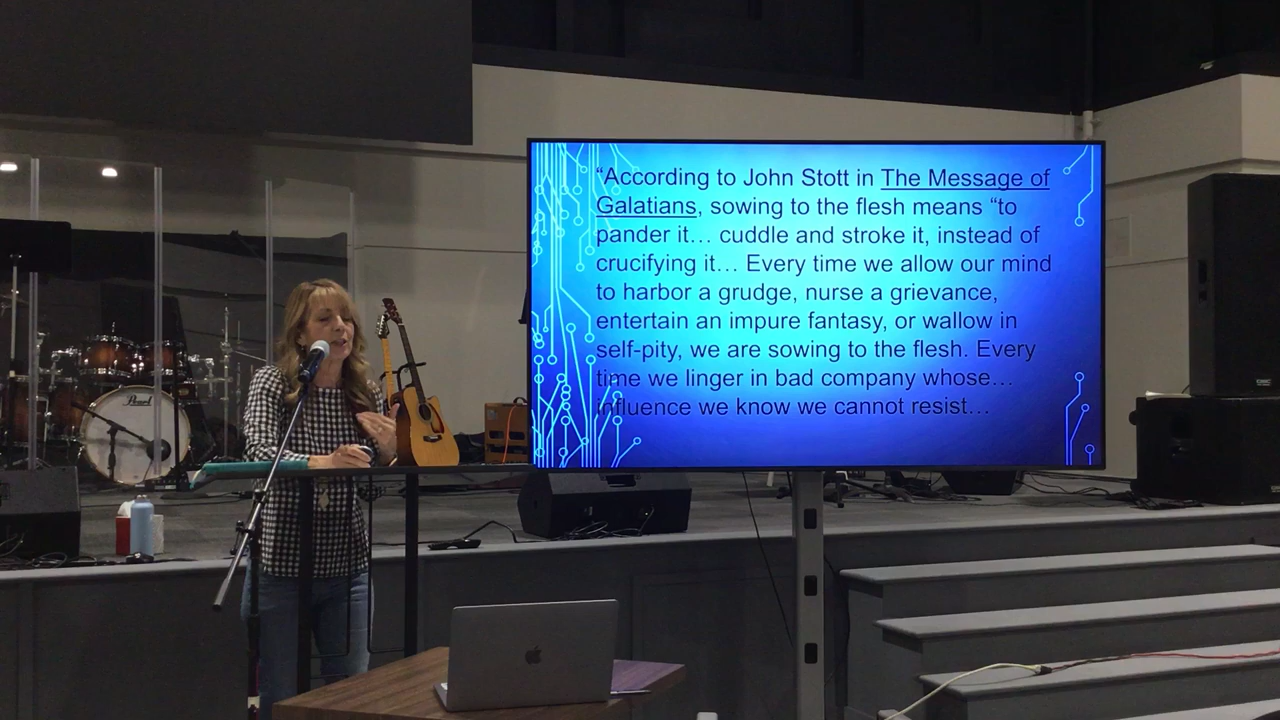 “According to John Stott in The Message of
Galatians, sowing to the flesh means “to
pander it… cuddle and stroke it, instead of
crucifying it… Every time we allow our mind
to harbor a grudge, nurse a grievance,
entertain an impure fantasy, or wallow in
self-pity, we are sowing to the flesh. Every
time we linger in bad company whose…
influence we know we cannot resist…
Pearl